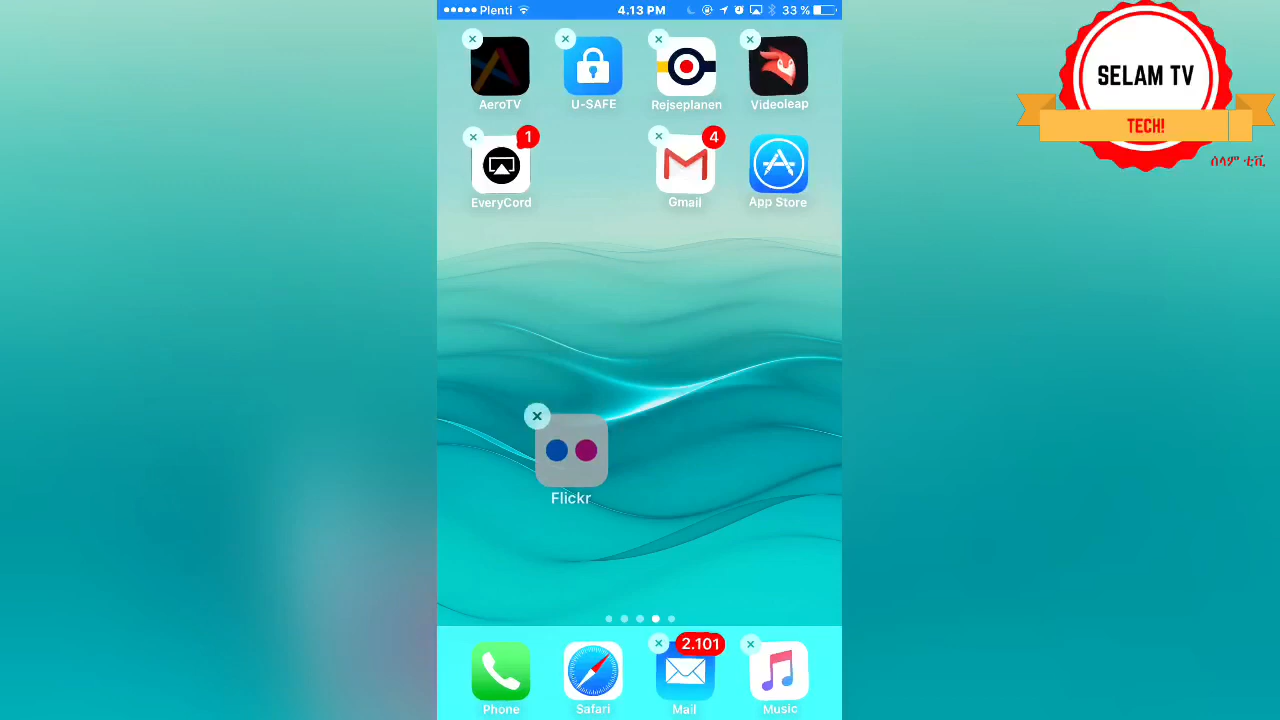 Plenti
4.13 PM
33 %
SELAM TV
TECH!
ሰላም ቲቪ
AeroTV
U-SAFE
Rejseplanen
Videoleap
1
4
EveryCord
Gmail
App Store
Flickr
2.101
Phone
Safari
Mail
Music